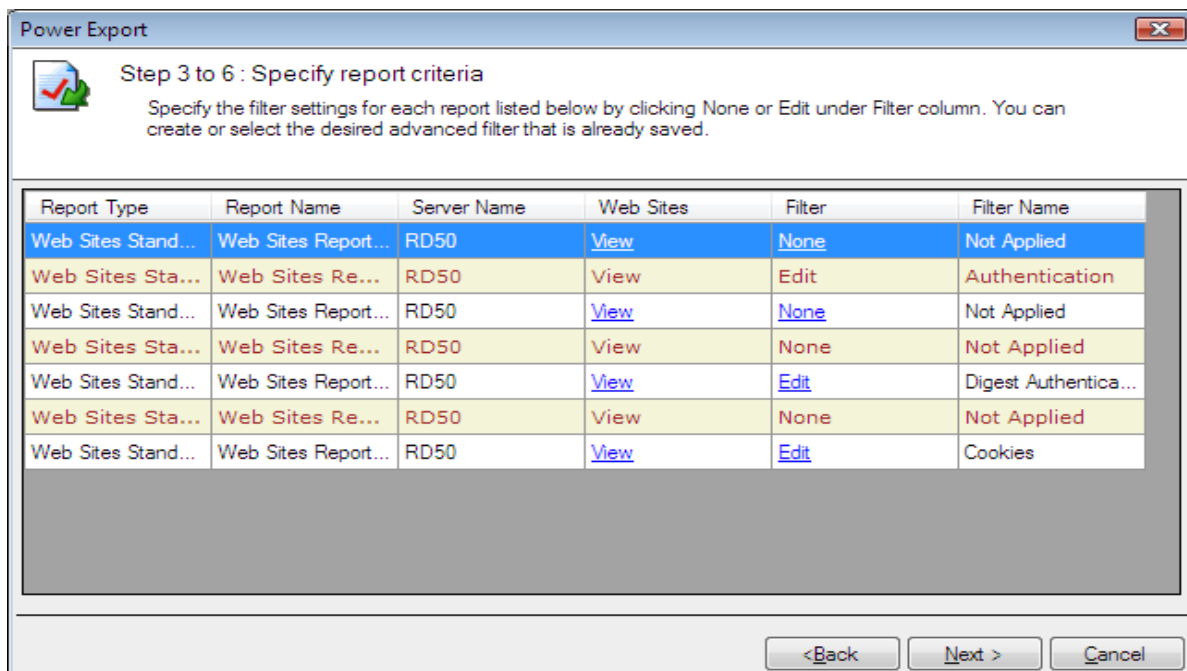 Power Export
Step 3 to 6 : Specify report criteria
Specify the filter settings for each report listed below by clicking None or Edit under Filter column. You can
create or select the desired advanced filter that is already saved.
Report Type Report Name Server Name Web Sites Filter Filter Name
Web Sites Stand... Web Sites Report... RD50 View None Not Applied
Web Sites Sta... Web Sites Re... RD50 View Edit Authentication
Web Sites Stand... Web Sites Report... RD50 View None Not Applied
Web Sites Sta... Web Sites Re... RD50 View None Not Applied
Web Sites Stand... Web Sites Report... RD50 View Edit Digest Authentica...
Web Sites Sta... Web Sites Re... RD50 View None Not Applied
Web Sites Stand... Web Sites Report... RD50 View Edit Cookies
<Back Next > Cancel